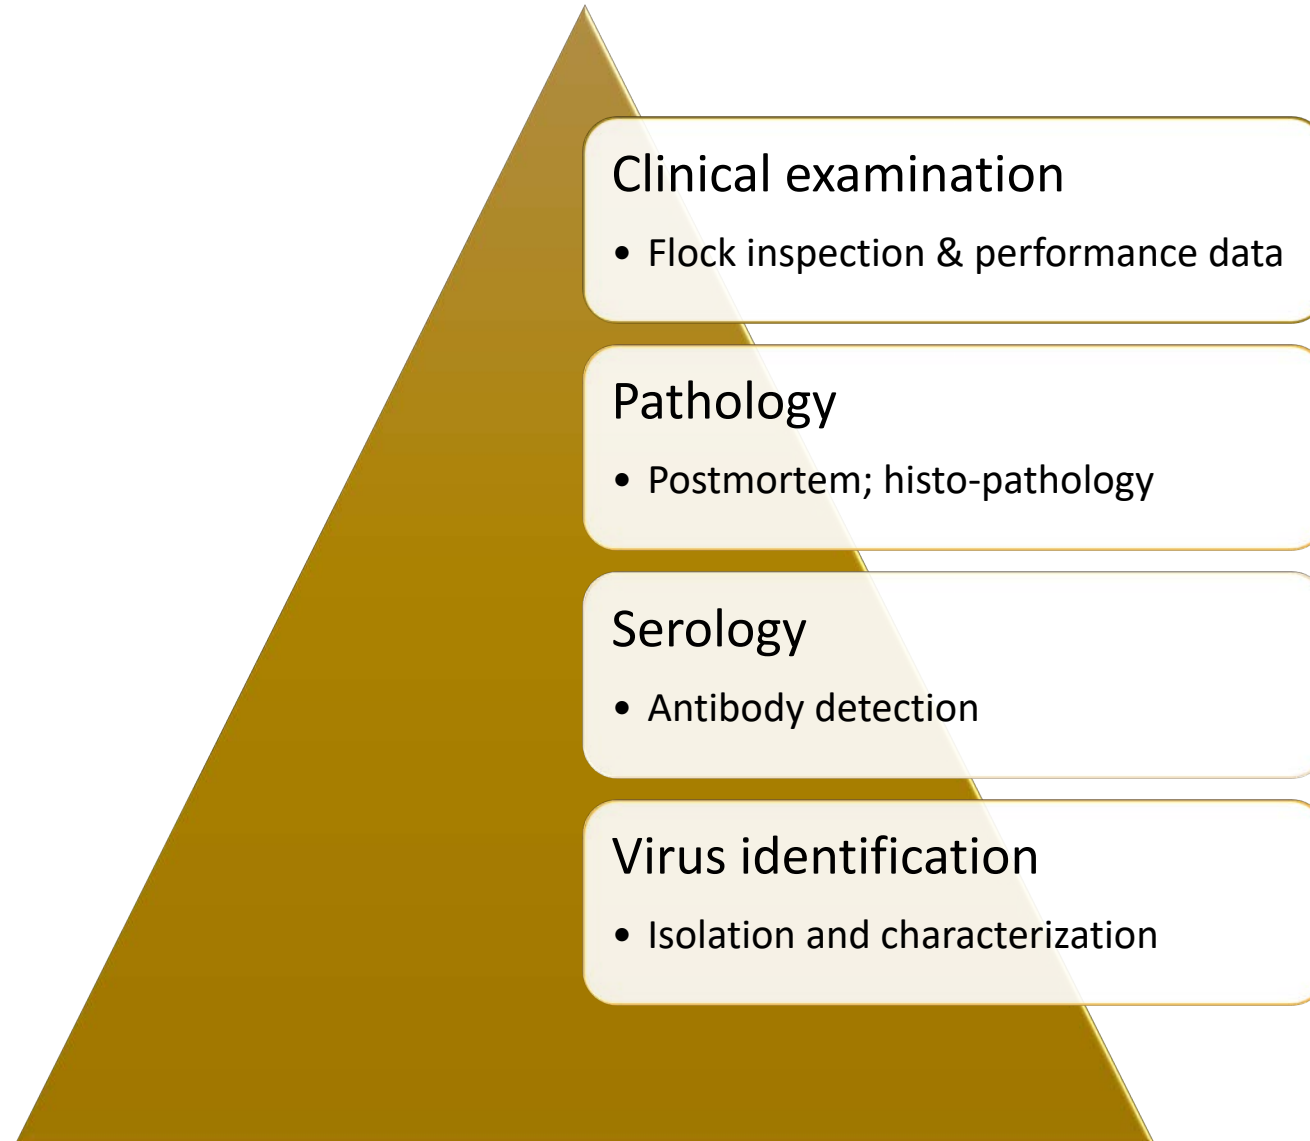 Clinical examination
• Flock inspection & performance data
Pathology
• Postmortem; histo-pathology
Serology
• Antibody detection
Virus identification
• Isolation and characterization